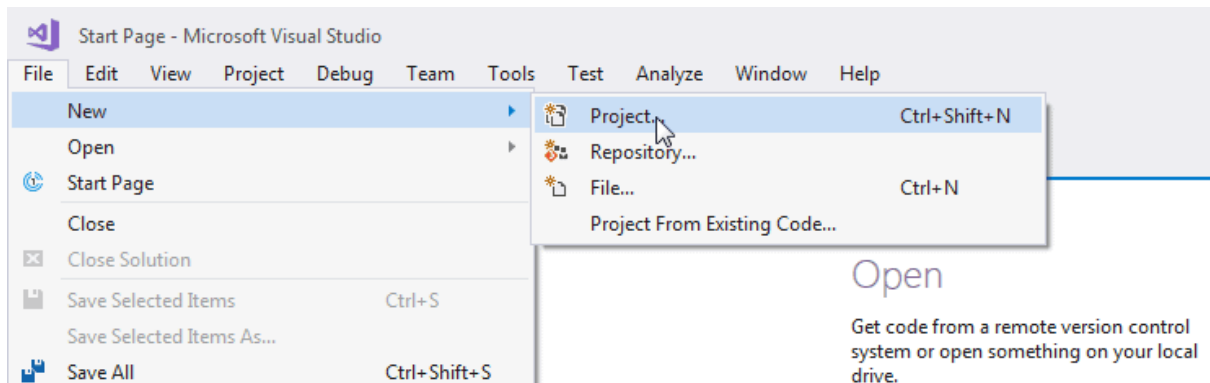 Start Page - Microsoft Visual Studio
File Edit View Project Debug Team Tools Test Analyze Window Help
New
Project... Ctrl+Shift+N
Open
Repository...
Start Page
File... Ctrl+N
Close
Project From Existing Code...
Close Solution
Open
Save Selected Items Ctrl+S
Get code from a remote version control
Save Selected Items As...
system or open something on your local
Save All Ctrl+Shift+S
drive.